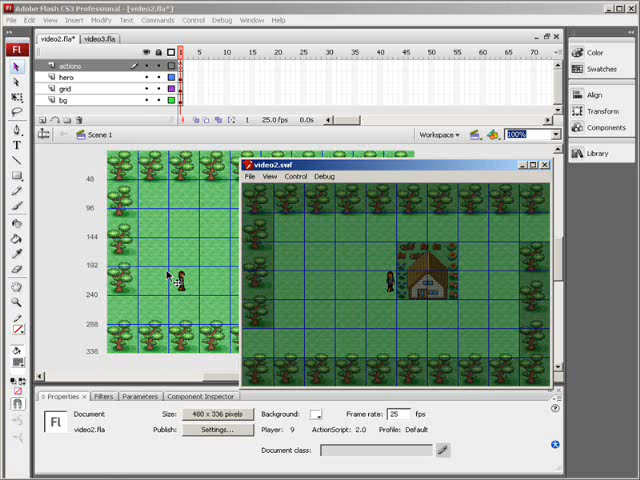 Adobe Flash CS3 Professional - [video2.fla*]
File Edit View Insert Modify Text Commands Control Debug Window Help
video2.fla* video3.fla
1 5 10 15 20 25 30 35 40 45 50 55 60 65 70
actions
hero
grid
bg
1 25.0 fps 0.0s
Scene 1 Workspace 100%
Color
Swatches
Align
Transform
Components
Library
video2.swf
File View Control Debug
48
96
144
192
240
288
336
Properties × Filters Parameters Component Inspector
Fl
Document Size: 480 x 336 pixels Background: Frame rate: 25 fps
video2.fla Publish: Settings... Player: 9 ActionScript: 2.0 Profile: Default
Document class: